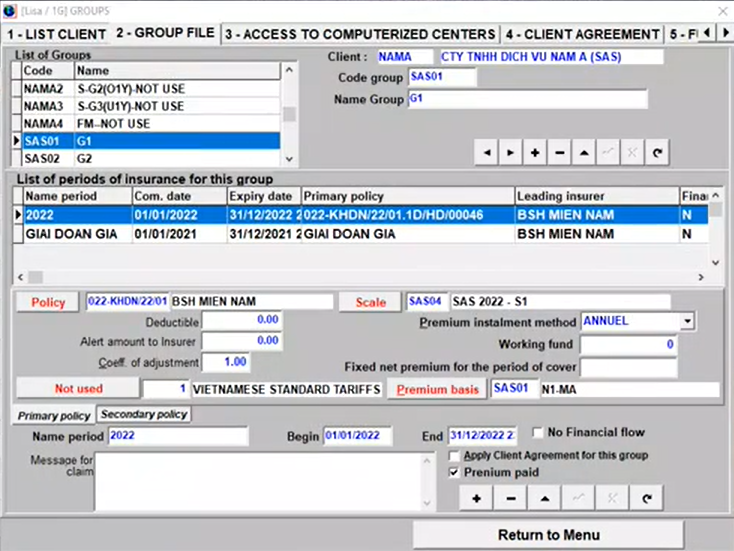 [Lisa / 1G] GROUPS
1 - LIST CLIENT 2 - GROUP FILE 3 - ACCESS TO COMPUTERIZED CENTERS 4 - CLIENT AGREEMENT 5 - F
List of Groups
Code Name
NAMA2 S-G2(O1Y)-NOT USE
NAMA3 S-G3(U1Y)-NOT USE
NAMA4 FM--NOT USE
SAS01 G1
SAS02 G2
Client : NAMA CTY TNHH DICH VU NAM A (SAS)
Code group SAS01
Name Group G1
List of periods of insurance for this group
Name period Com. date Expiry date Primary policy Leading insurer Finar
2022 01/01/2022 31/12/2022 2 022-KHDN/22/01.1D/HD/00046 BSH MIEN NAM N
GIAI DOAN GIA 01/01/2021 31/12/2021 2 GIAI DOAN GIA BSH MIEN NAM N
Policy 022-KHDN/22/01 BSH MIEN NAM Scale SAS04 SAS 2022 - S1
Deductible 0.00 Premium instalment method ANNUEL
Alert amount to Insurer 0.00 Working fund 0
Coeff. of adjustment 1.00 Fixed net premium for the period of cover
Not used 1 VIETNAMESE STANDARD TARIFFS Premium basis SAS01 N1-MA
Primary policy Secondary policy
Name period 2022 Begin 01/01/2022 End 31/12/2022 2 No Financial flow
Message for claim
Apply Client Agreement for this group
Prenium paid
Return to Menu